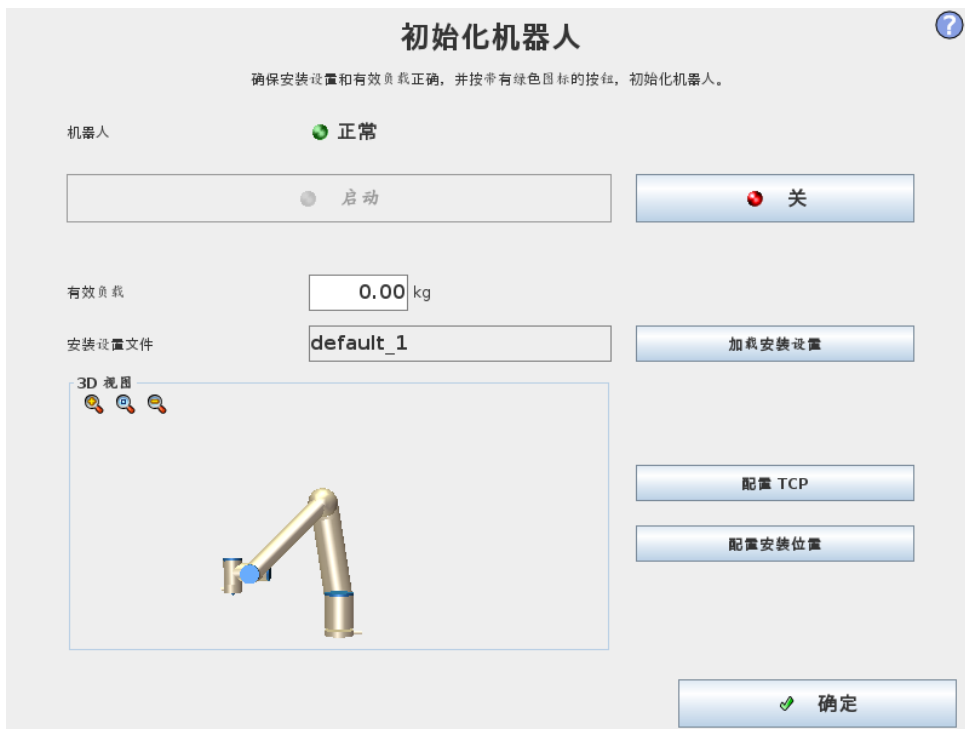 初始化机器人
?
确保安装设置和有效负载正确，并按带有绿色图标的按钮，初始化机器人。
机器人 正常
启动 关
有效负载 0.00 kg
安装设置文件 default_1 加载安装设置
3D 视图
配置 TCP
配置安装位置
确定